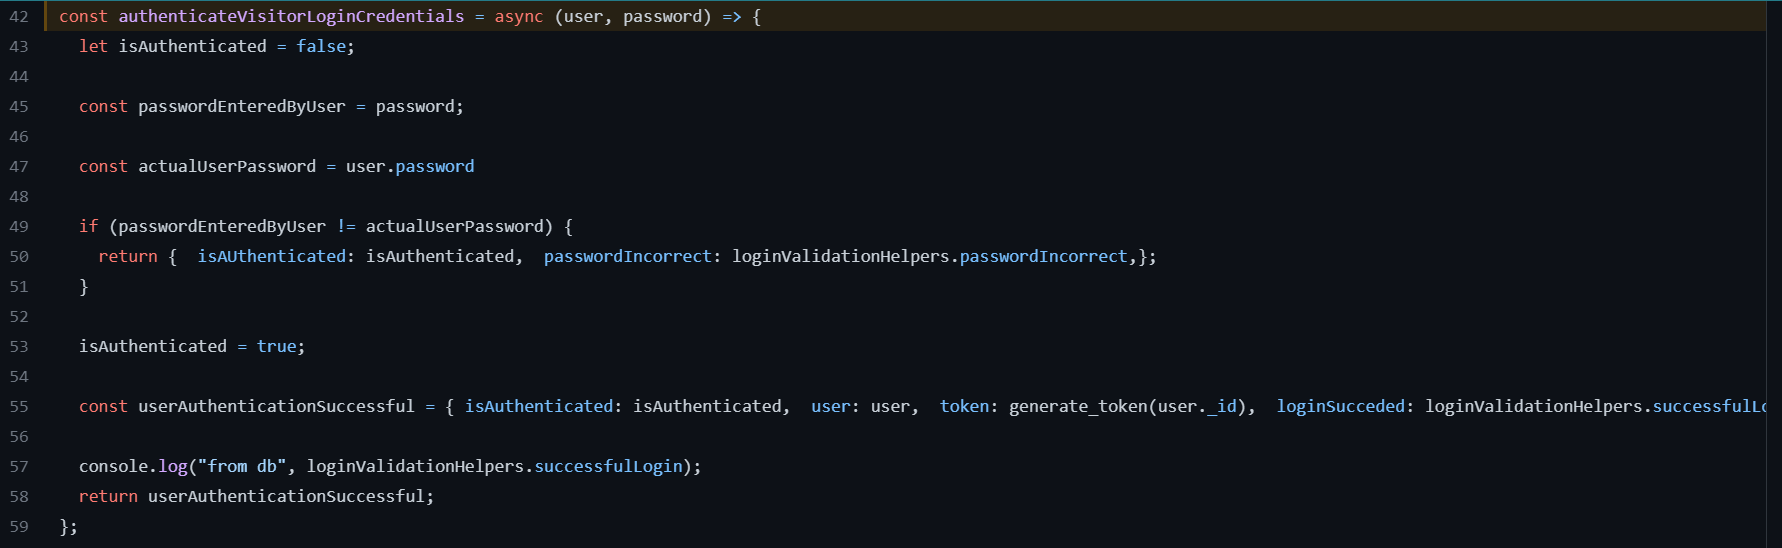 42 const authenticateVisitorLoginCredentials = async (user, password) => {
43 let isAuthenticated = false;
44
45 const passwordEnteredByUser = password;
46
47 const actualUserPassword = user.password
48
49 if (passwordEnteredByUser != actualUserPassword) {
50 return {  isAUthenticated: isAuthenticated,  passwordIncorrect: loginValidationHelpers.passwordIncorrect,};
51 }
52
53 isAuthenticated = true;
54
55 const userAuthenticationSuccessful = { isAuthenticated: isAuthenticated,  user: user,  token: generate_token(user._id),  loginSucceded: loginValidationHelpers.successfulL
56
57 console.log("from db", loginValidationHelpers.successfulLogin);
58 return userAuthenticationSuccessful;
59 };